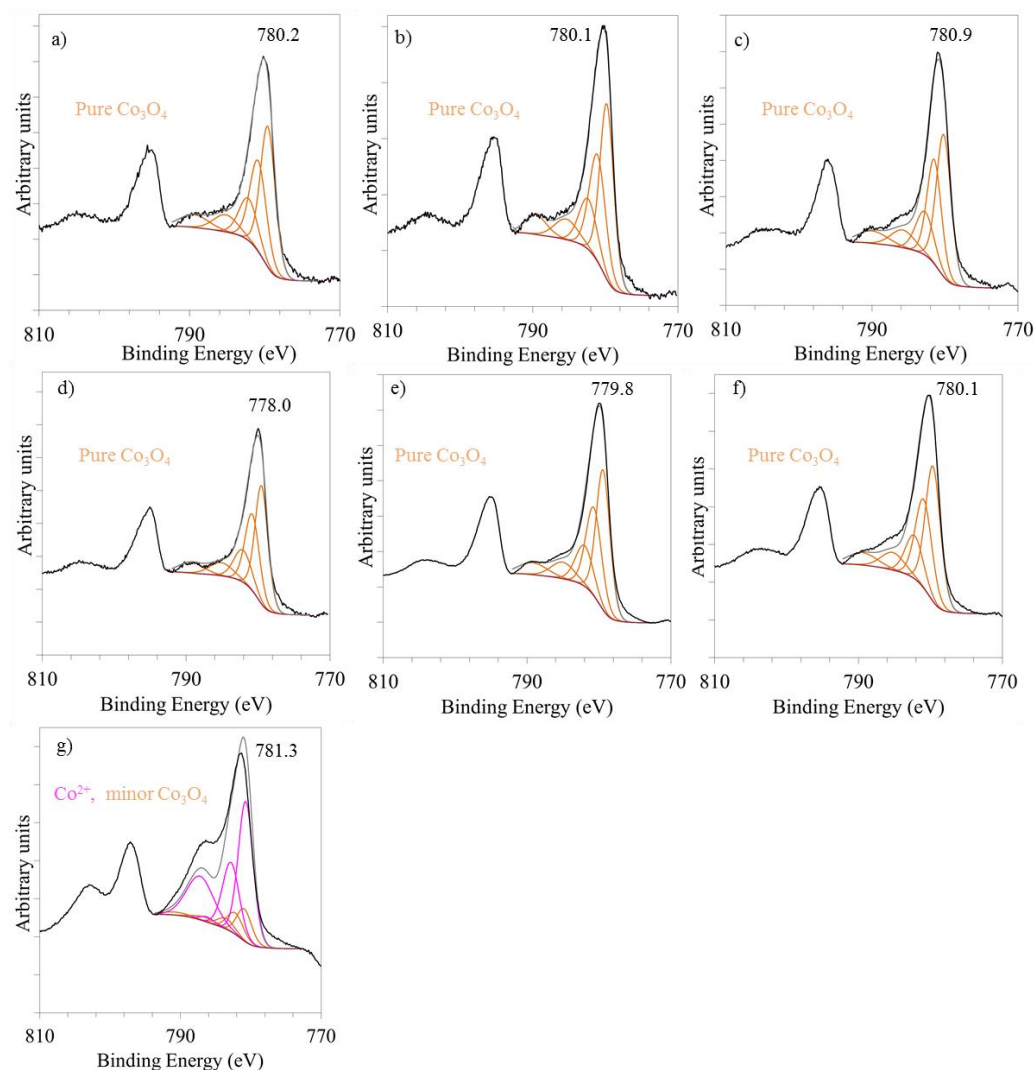 a)
780.2
Pure Co₃O₄
Arbitrary units
810
790
770
Binding Energy (eV)
b)
780.1
Pure Co₃O₄
Arbitrary units
810
790
770
Binding Energy (eV)
c)
780.9
Pure Co₃O₄
Arbitrary units
810
790
770
Binding Energy (eV)
d)
778.0
Pure Co₃O₄
Arbitrary units
810
790
770
Binding Energy (eV)
e)
779.8
Pure Co₃O₄
Arbitrary units
810
790
770
Binding Energy (eV)
f)
780.1
Pure Co₃O₄
Arbitrary units
810
790
770
Binding Energy (eV)
g)
781.3
Co²⁺, minor Co₃O₄
Arbitrary units
810
790
770
Binding Energy (eV)